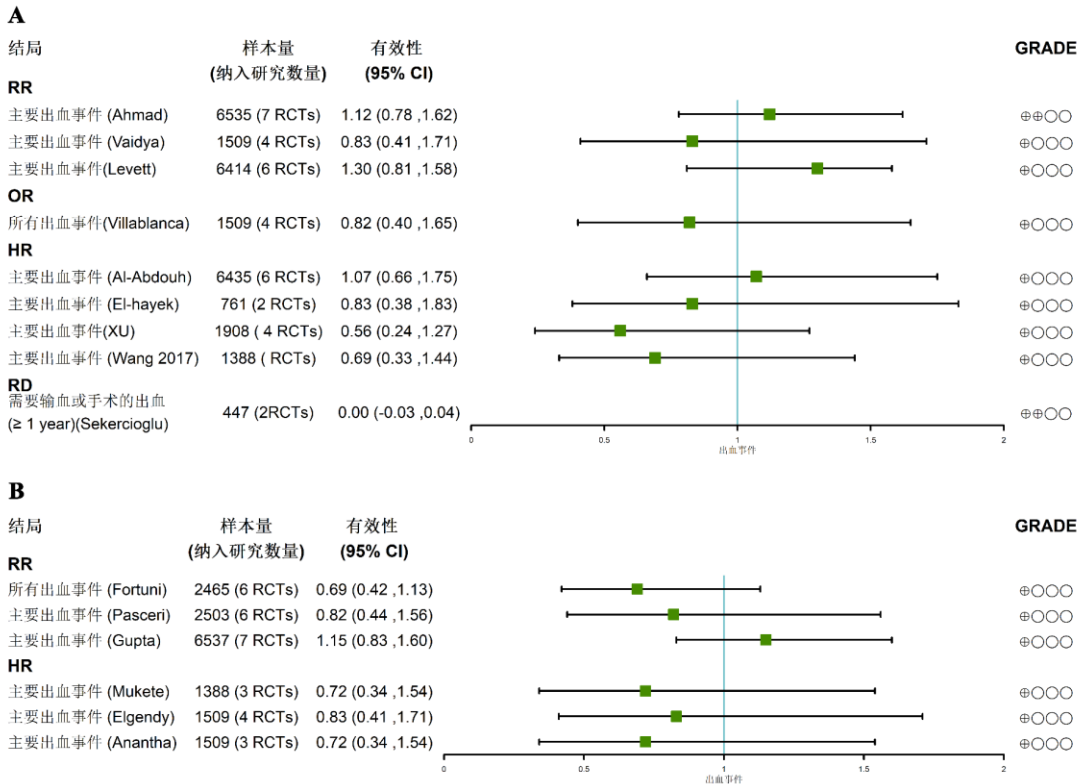 A
结局 样本量 有效性 GRADE
(纳入研究数量) (95% CI)
RR
主要出血事件 (Ahmad) 6535 (7 RCTs) 1.12 (0.78 ,1.62) ⊕⊕○○
主要出血事件 (Vaidya) 1509 (4 RCTs) 0.83 (0.41 ,1.71) ⊕○○○
主要出血事件(Levett) 6414 (6 RCTs) 1.30 (0.81 ,1.58) ⊕○○○
OR
所有出血事件(Villablanca) 1509 (4 RCTs) 0.82 (0.40 ,1.65) ⊕○○○
HR
主要出血事件 (Al-Abdouh) 6435 (6 RCTs) 1.07 (0.66 ,1.75) ⊕○○○
主要出血事件 (El-hayek) 761 (2 RCTs) 0.83 (0.38 ,1.83) ⊕○○○
主要出血事件(XU) 1908 ( 4 RCTs) 0.56 (0.24 ,1.27) ⊕○○○
主要出血事件 (Wang 2017) 1388 ( RCTs) 0.69 (0.33 ,1.44) ⊕○○○
RD
需要输血或手术的出血
(≥ 1 year)(Sekercioglu) 447 (2RCTs) 0.00 (-0.03 ,0.04) ⊕⊕○○
0 0.5 1 1.5 2
出血事件
B
结局 样本量 有效性 GRADE
(纳入研究数量) (95% CI)
RR
所有出血事件 (Fortuni) 2465 (6 RCTs) 0.69 (0.42 ,1.13) ⊕○○○
主要出血事件 (Pasceri) 2503 (6 RCTs) 0.82 (0.44 ,1.56) ⊕○○○
主要出血事件 (Gupta) 6537 (7 RCTs) 1.15 (0.83 ,1.60) ⊕○○○
HR
主要出血事件 (Mukete) 1388 (3 RCTs) 0.72 (0.34 ,1.54) ⊕○○○
主要出血事件 (Elgendy) 1509 (4 RCTs) 0.83 (0.41 ,1.71) ⊕○○○
主要出血事件 (Anantha) 1509 (3 RCTs) 0.72 (0.34 ,1.54) ⊕○○○
0 0.5 1 1.5 2
出血事件